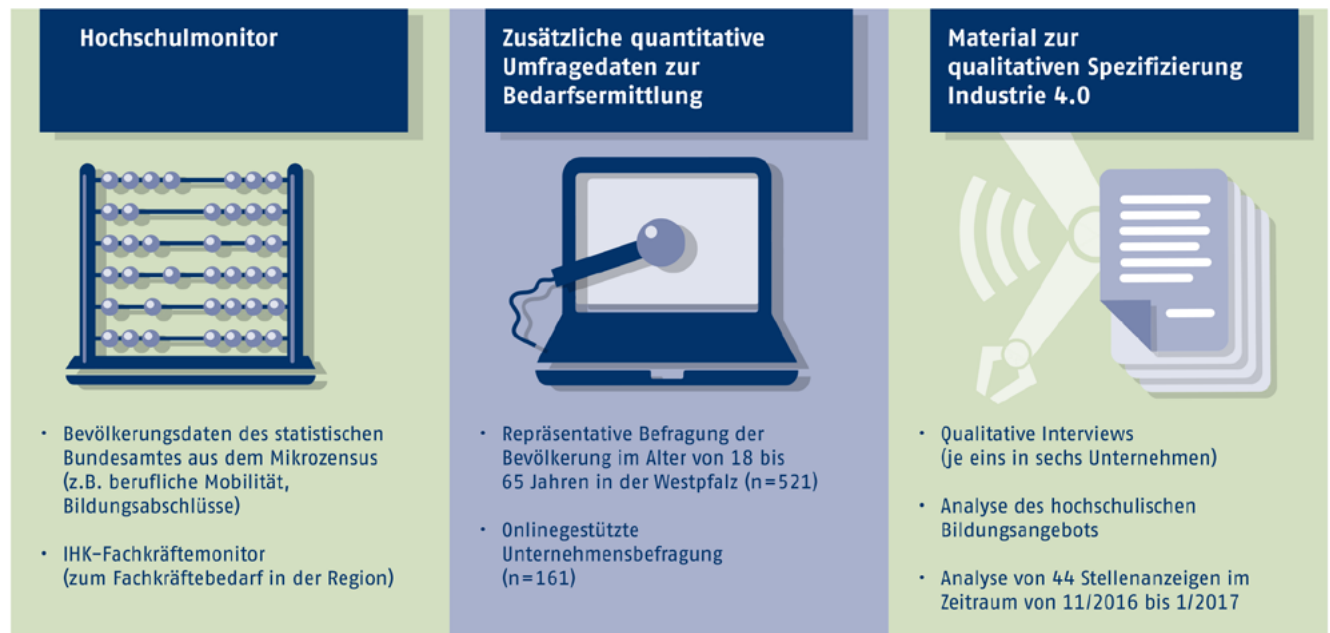 Hochschulmonitor
Zusätzliche quantitative
Umfragedaten zur
Bedarfsermittlung
Material zur
qualitativen Spezifizierung
Industrie 4.0
· Bevölkerungsdaten des statistischen
Bundesamtes aus dem Mikrozensus
(z.B. berufliche Mobilität,
Bildungsabschlüsse)
· IHK-Fachkräftemonitor
(zum Fachkräftebedarf in der Region)
· Repräsentative Befragung der
Bevölkerung im Alter von 18 bis
65 Jahren in der Westpfalz (n=521)
· Onlinegestützte
Unternehmensbefragung
(n=161)
· Qualitative Interviews
(je eins in sechs Unternehmen)
· Analyse des hochschulischen
Bildungsangebots
· Analyse von 44 Stellenanzeigen im
Zeitraum von 11/2016 bis 1/2017